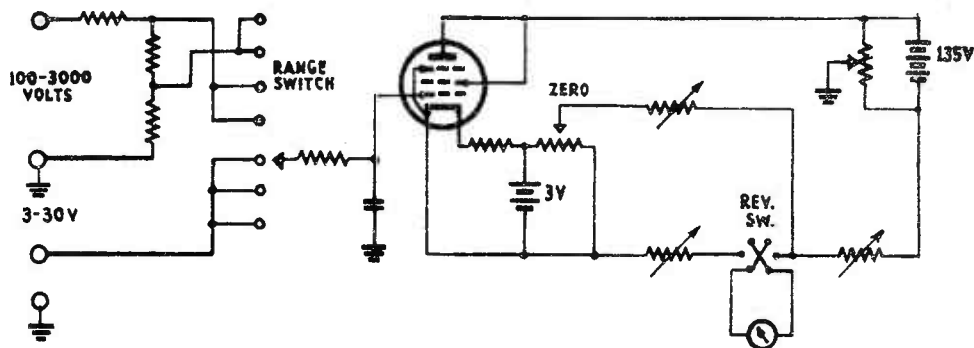 100-3000
VOLTS
RANGE
SWITCH
3-30V
ZERO
3V
REV.
SW.
135V